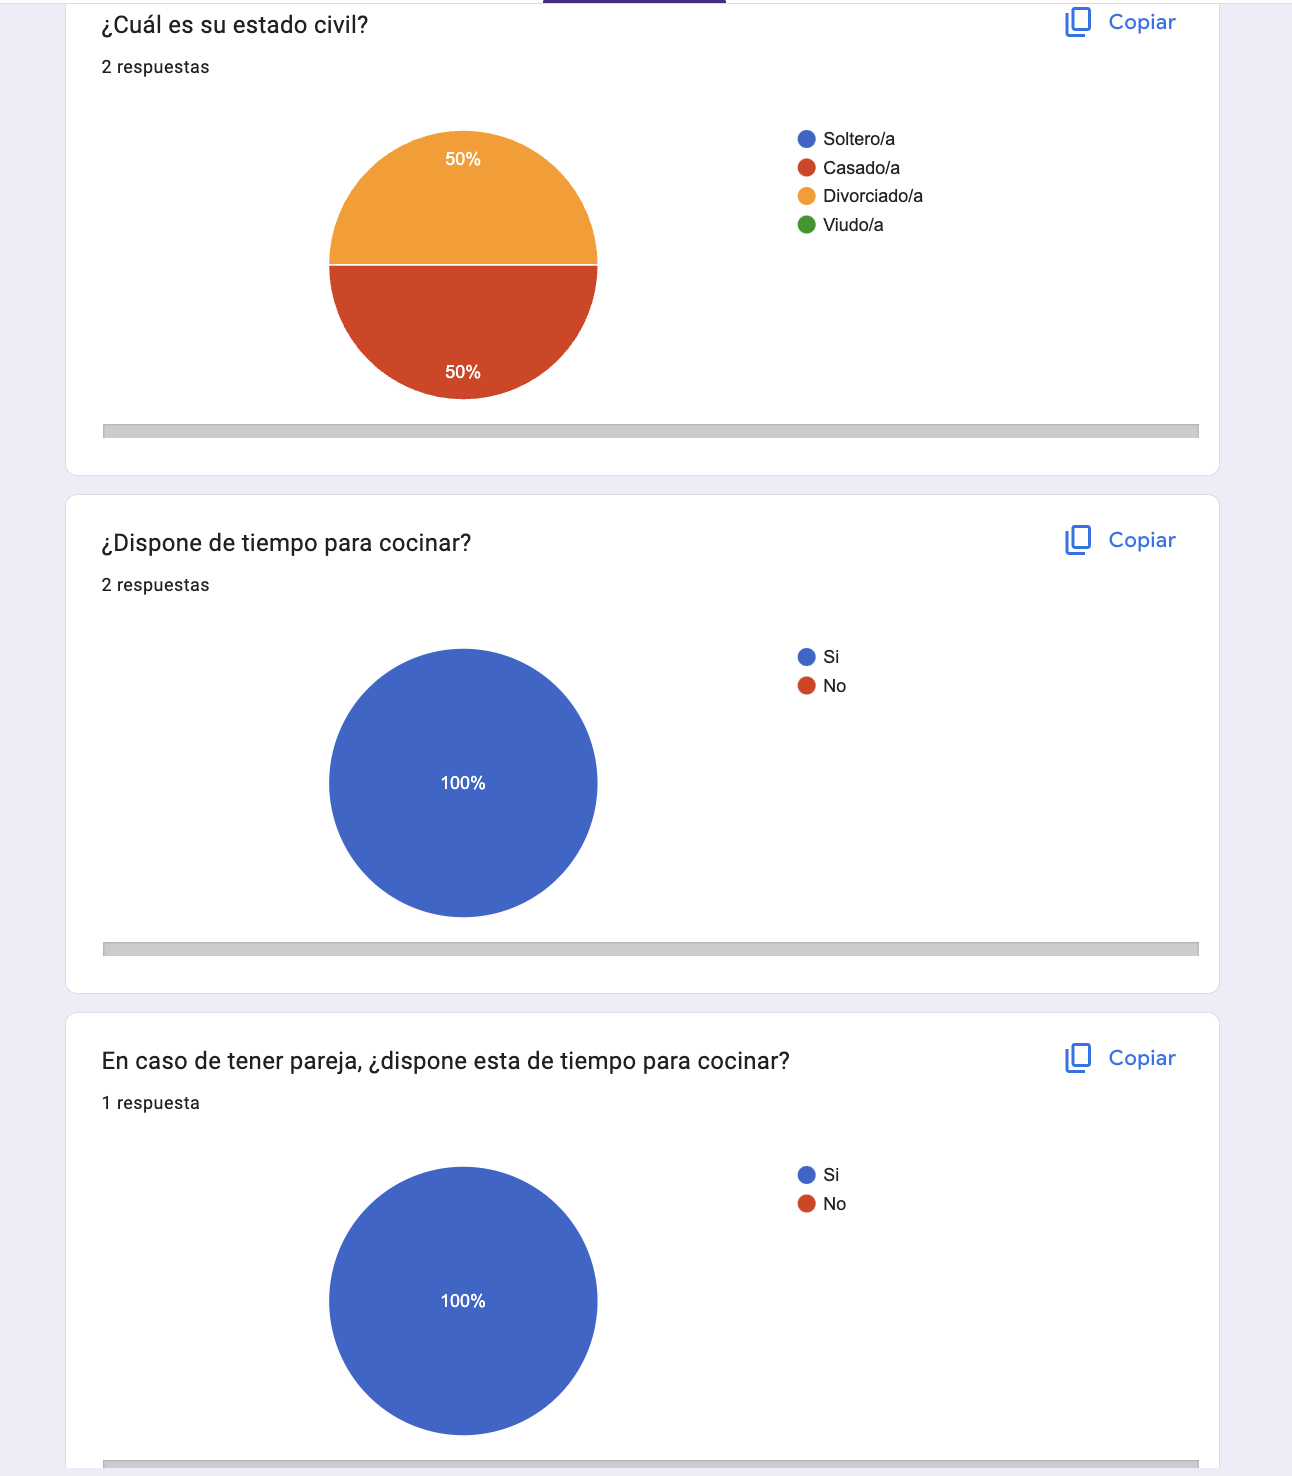 ¿Cuál es su estado civil?
Copiar
2 respuestas
50%
50%
Soltero/a
Casado/a
Divorciado/a
Viudo/a
¿Dispone de tiempo para cocinar?
Copiar
2 respuestas
100%
Si
No
En caso de tener pareja, ¿dispone esta de tiempo para cocinar?
Copiar
1 respuesta
100%
Si
No